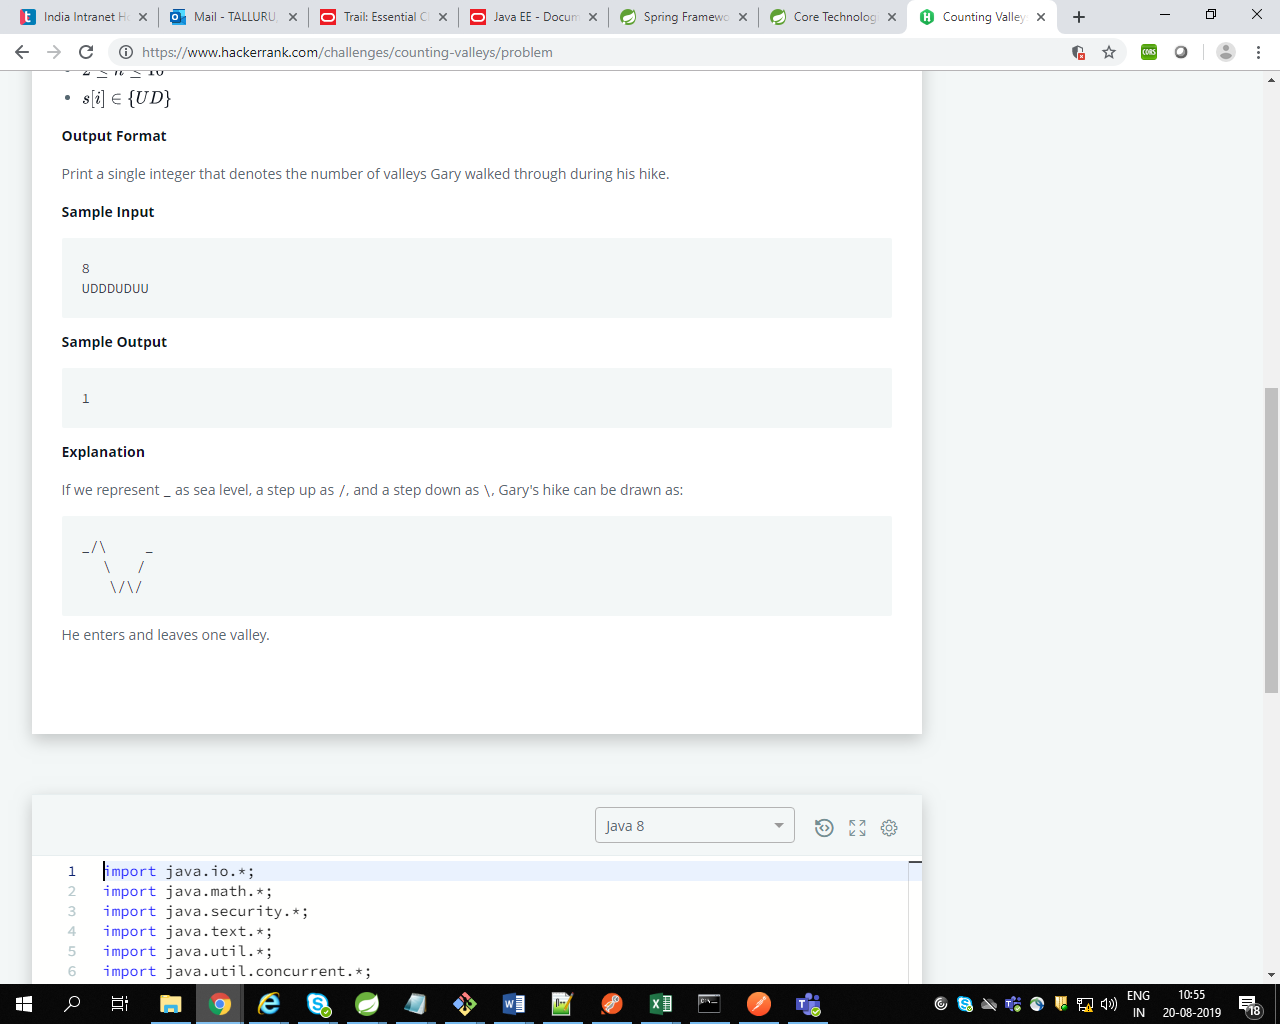 India Intranet Ho
Mail - TALLURU,
Trail: Essential Cl
Java EE - Docum
Spring Framewo
Core Technolog
Counting Valley
https://www.hackerrank.com/challenges/counting-valleys/problem
CORS
• s[i] ∈ {UD}
Output Format
Print a single integer that denotes the number of valleys Gary walked through during his hike.
Sample Input
8
UDDDUDUU
Sample Output
1
Explanation
If we represent _ as sea level, a step up as /, and a step down as \, Gary's hike can be drawn as:
_/\      _
   \    /
    \/\/
He enters and leaves one valley.
Java 8
1 import java.io.*;
2 import java.math.*;
3 import java.security.*;
4 import java.text.*;
5 import java.util.*;
6 import java.util.concurrent.*;
ENG
IN
10:55
20-08-2019
18